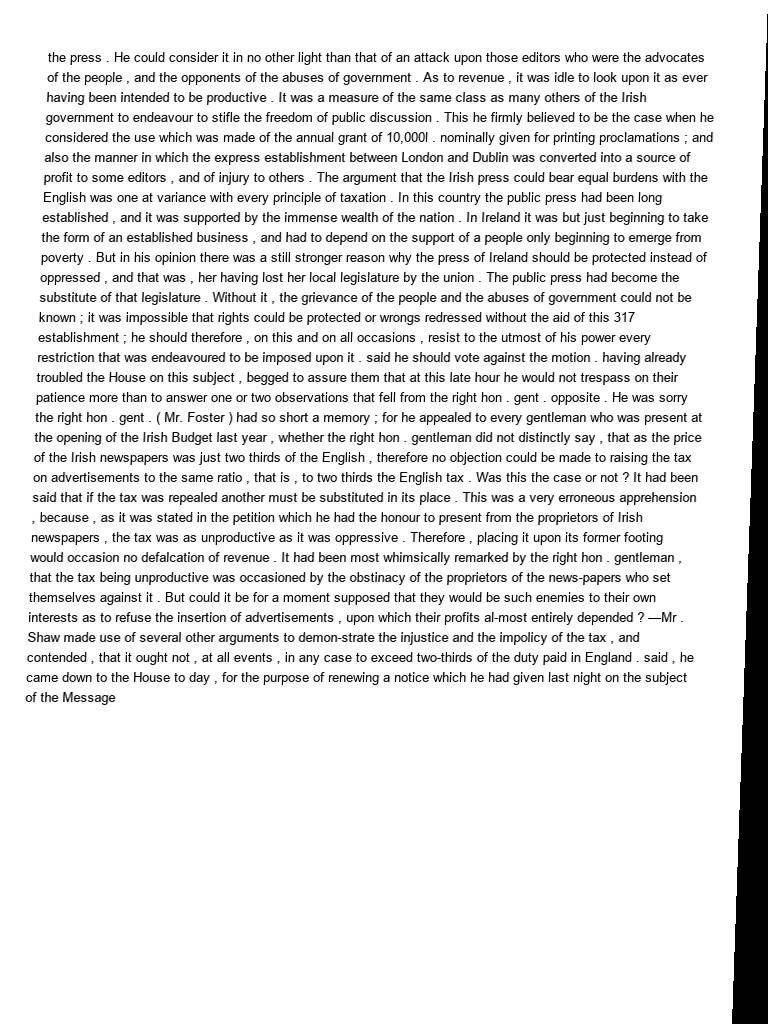 the press . He could consider it in no other light than that of an attack upon those editors who were the advocates
of the people , and the opponents of the abuses of government . As to revenue , it was idle to look upon it as ever
having been intended to be productive . It was a measure of the same class as many others of the Irish
government to endeavour to stifle the freedom of public discussion . This he firmly believed to be the case when he
considered the use which was made of the annual grant of 10,000l . nominally given for printing proclamations ; and
also the manner in which the express establishment between London and Dublin was converted into a source of
profit to some editors , and of injury to others . The argument that the Irish press could bear equal burdens with the
English was one at variance with every principle of taxation . In this country the public press had been long
established , and it was supported by the immense wealth of the nation . In Ireland it was but just beginning to take
the form of an established business , and had to depend on the support of a people only beginning to emerge from
poverty . But in his opinion there was a still stronger reason why the press of Ireland should be protected instead of
oppressed , and that was , her having lost her local legislature by the union . The public press had become the
substitute of that legislature . Without it , the grievance of the people and the abuses of government could not be
known ; it was impossible that rights could be protected or wrongs redressed without the aid of this 317
establishment ; he should therefore , on this and on all occasions , resist to the utmost of his power every
restriction that was endeavoured to be imposed upon it . said he should vote against the motion . having already
troubled the House on this subject , begged to assure them that at this late hour he would not trespass on their
patience more than to answer one or two observations that fell from the right hon . gent . opposite . He was sorry
the right hon . gent . ( Mr. Foster ) had so short a memory ; for he appealed to every gentleman who was present at
the opening of the Irish Budget last year , whether the right hon . gentleman did not distinctly say , that as the price
of the Irish newspapers was just two thirds of the English , therefore no objection could be made to raising the tax
on advertisements to the same ratio , that is , to two thirds the English tax . Was this the case or not ? It had been
said that if the tax was repealed another must be substituted in its place . This was a very erroneous apprehension
, because , as it was stated in the petition which he had the honour to present from the proprietors of Irish
newspapers , the tax was as unproductive as it was oppressive . Therefore , placing it upon its former footing
would occasion no defalcation of revenue . It had been most whimsically remarked by the right hon . gentleman ,
that the tax being unproductive was occasioned by the obstinacy of the proprietors of the news-papers who set
themselves against it . But could it be for a moment supposed that they would be such enemies to their own
interests as to refuse the insertion of advertisements , upon which their profits al-most entirely depended ? —Mr .
Shaw made use of several other arguments to demon-strate the injustice and the impolicy of the tax , and
contended , that it ought not , at all events , in any case to exceed two-thirds of the duty paid in England . said , he
came down to the House to day , for the purpose of renewing a notice which he had given last night on the subject
of the Message